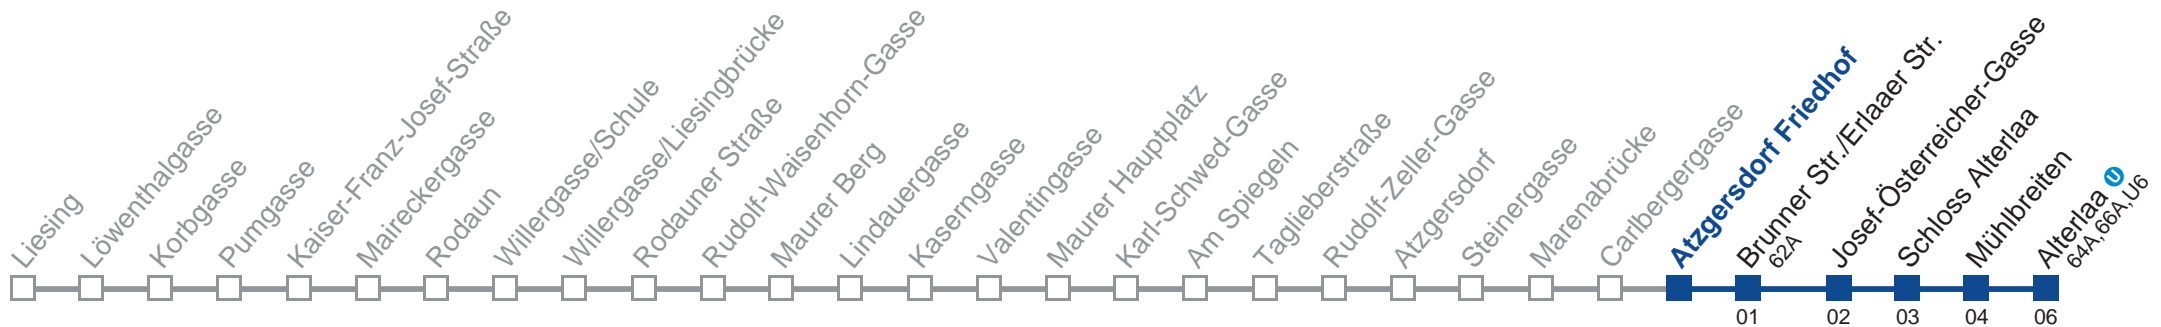 Liesing
Löwenthalgasse
Korbgasse
Pumgasse
Kaiser-Franz-Josef-Straße
Maireckergasse
Rodaun
Willergasse/Schule
Willergasse/Liesingbrücke
Rodauner Straße
Rudolf-Waisenhorn-Gasse
Maurer Berg
Lindauergasse
Kaserngasse
Valentingasse
Maurer Hauptplatz
Karl-Schwed-Gasse
Am Spiegeln
Taglieberstraße
Rudolf-Zeller-Gasse
Atzgersdorf
Steinergasse
Marenabrücke
Carlbergergasse
Atzgersdorf Friedhof
Brunner Str./Erlaaer Str.
62A
Josef-Österreicher-Gasse
Schloss Alterlaa
Mühlbreiten
Alterlaa U
64A,66A,U6
01
02
03
04
06